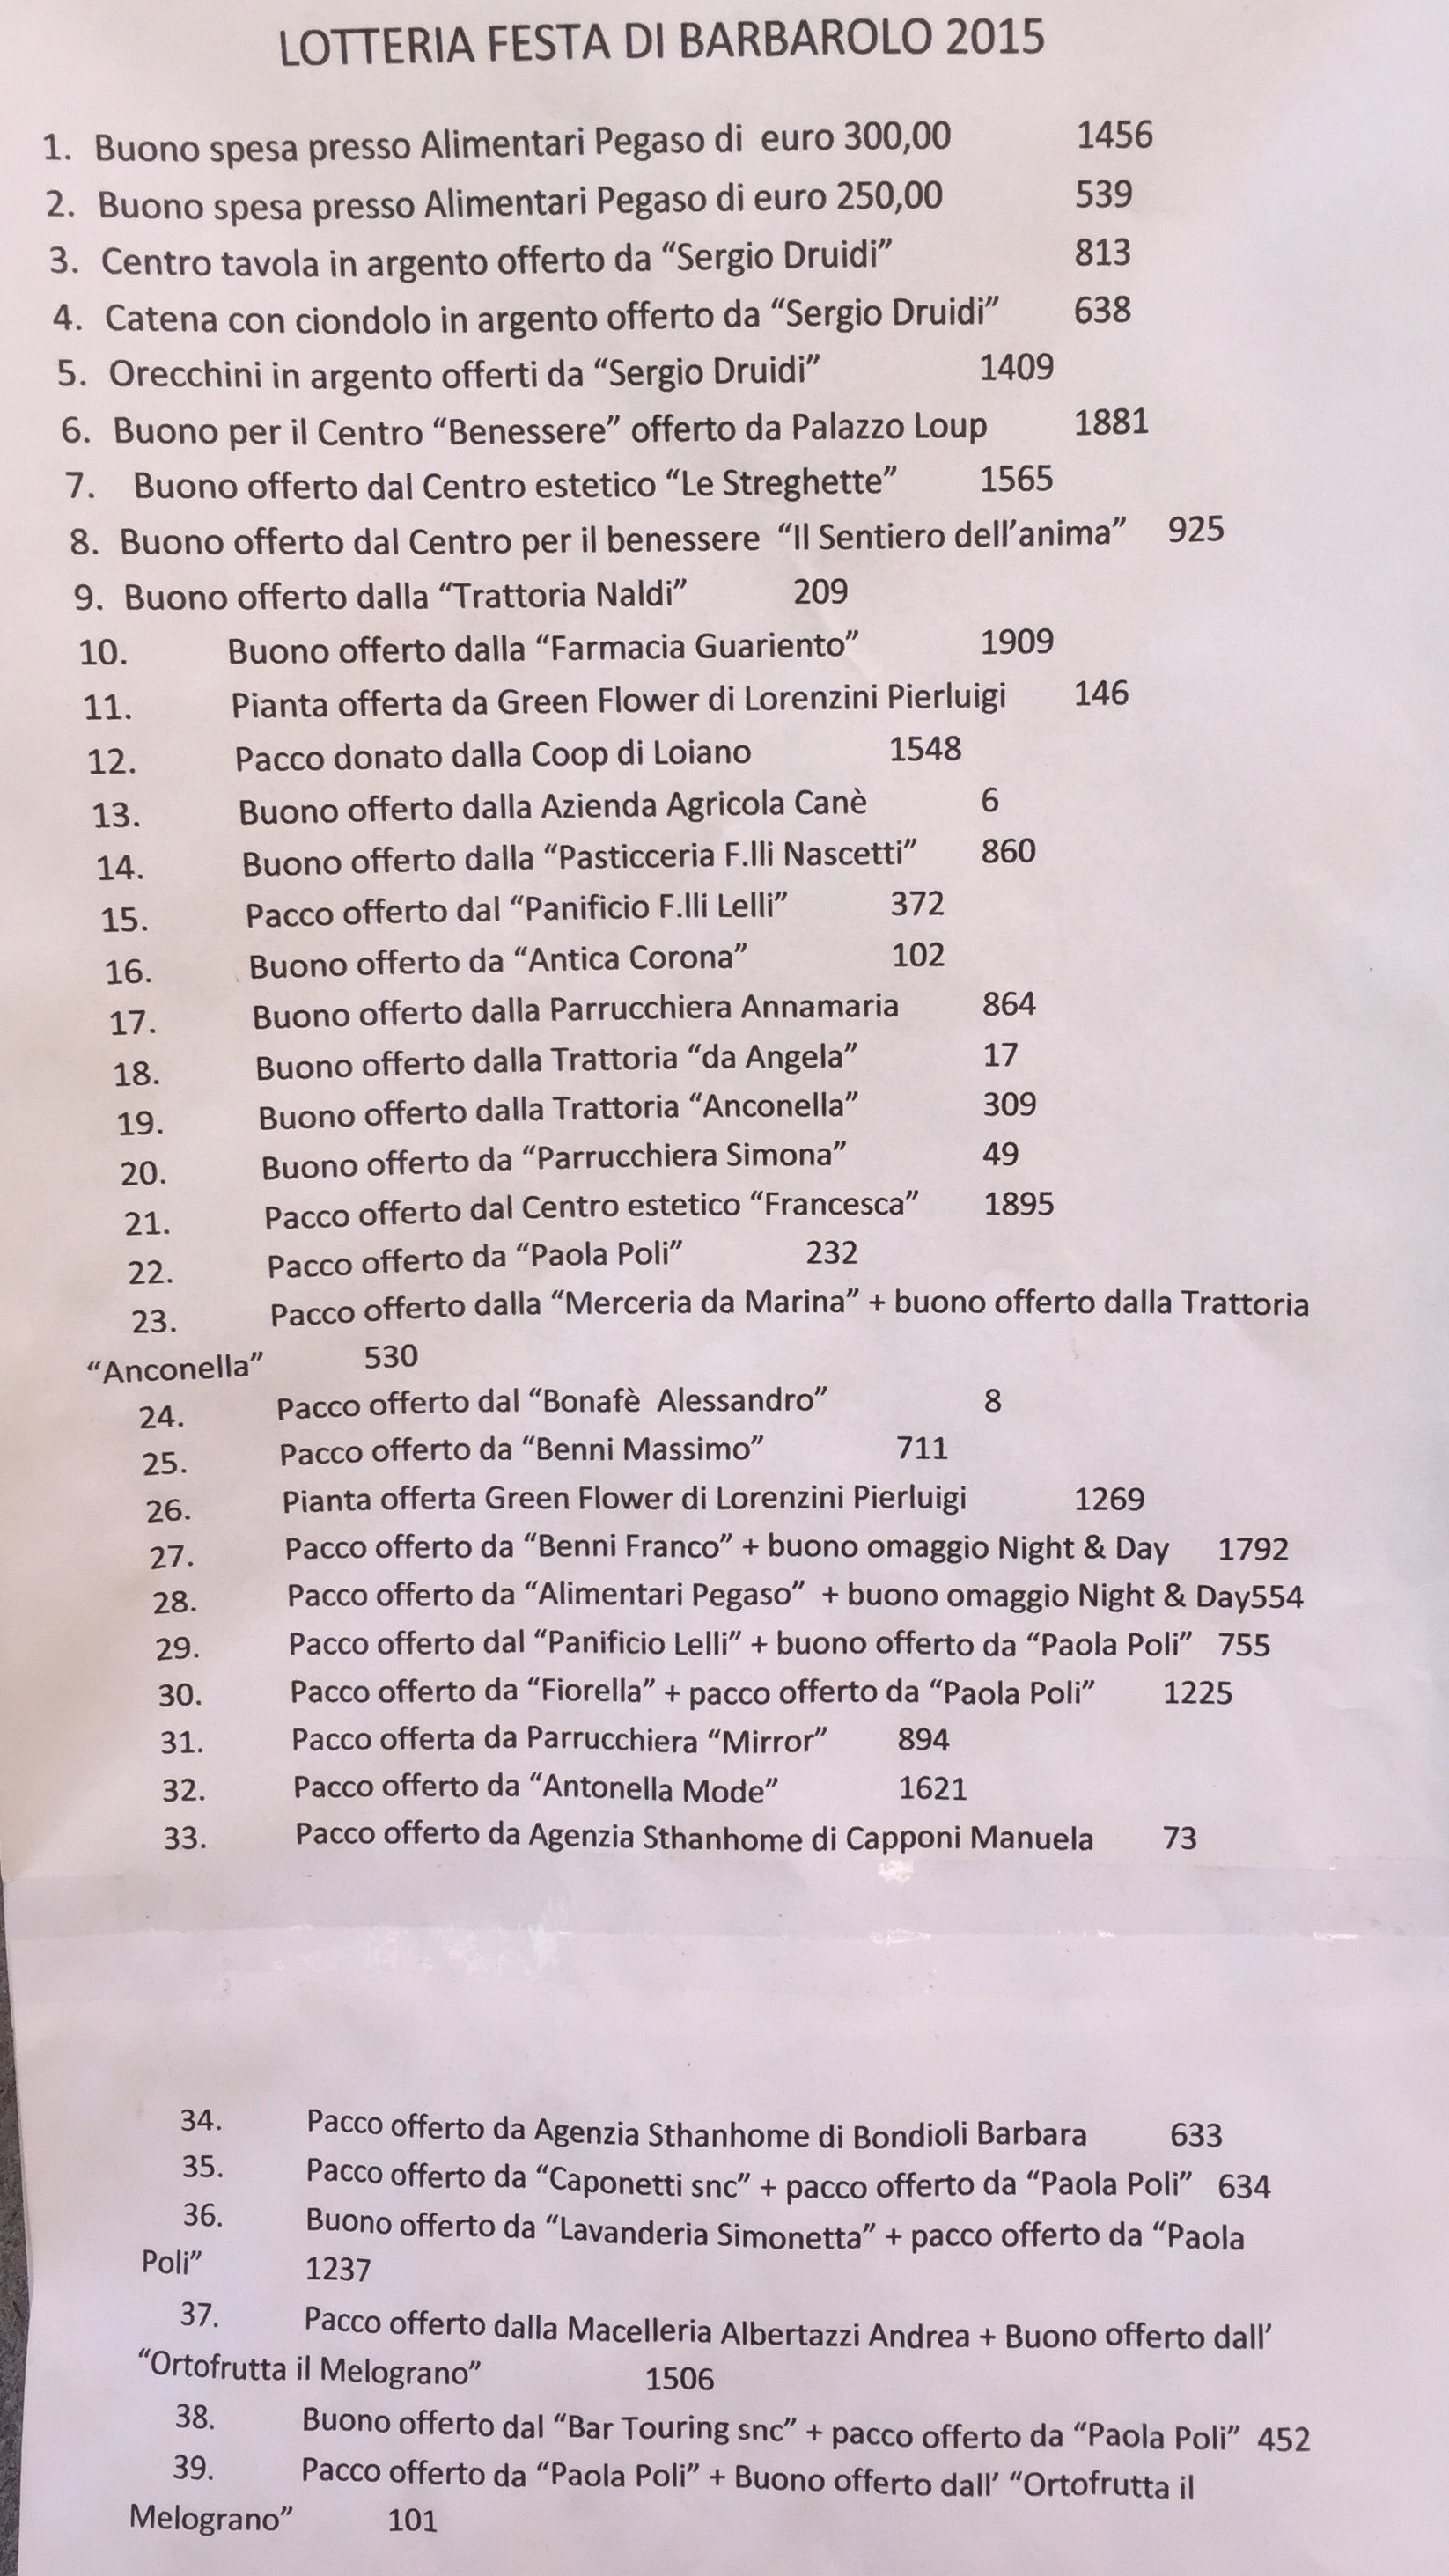 LOTTERIA FESTA DI BARBAROLO 2015
1. Buono spesa presso Alimentari Pegaso di euro 300,00 1456
2. Buono spesa presso Alimentari Pegaso di euro 250,00 539
3. Centro tavola in argento offerto da “Sergio Druidi” 813
4. Catena con ciondolo in argento offerto da “Sergio Druidi” 638
5. Orecchini in argento offerti da “Sergio Druidi” 1409
6. Buono per il Centro “Benessere” offerto da Palazzo Loup 1881
7. Buono offerto dal Centro estetico “Le Streghette” 1565
8. Buono offerto dal Centro per il benessere “Il Sentiero dell’anima” 925
9. Buono offerto dalla “Trattoria Naldi” 209
10. Buono offerto dalla “Farmacia Guariento” 1909
11. Pianta offerta da Green Flower di Lorenzini Pierluigi 146
12. Pacco donato dalla Coop di Loiano 1548
13. Buono offerto dalla Azienda Agricola Canè 6
14. Buono offerto dalla “Pasticceria F.lli Nascetti” 860
15. Pacco offerto dal “Panificio F.lli Lelli” 372
16. Buono offerto da “Antica Corona” 102
17. Buono offerto dalla Parrucchiera Annamaria 864
18. Buono offerto dalla Trattoria “da Angela” 17
19. Buono offerto dalla Trattoria “Anconella” 309
20. Buono offerto da “Parrucchiera Simona” 49
21. Pacco offerto dal Centro estetico “Francesca” 1895
22. Pacco offerto da “Paola Poli” 232
23. Pacco offerto dalla “Merceria da Marina” + buono offerto dalla Trattoria
“Anconella” 530
24. Pacco offerto dal “Bonafè Alessandro” 8
25. Pacco offerto da “Benni Massimo” 711
26. Pianta offerta Green Flower di Lorenzini Pierluigi 1269
27. Pacco offerto da “Benni Franco” + buono omaggio Night & Day 1792
28. Pacco offerto da “Alimentari Pegaso” + buono omaggio Night & Day554
29. Pacco offerto dal “Panificio Lelli” + buono offerto da “Paola Poli” 755
30. Pacco offerto da “Fiorella” + pacco offerto da “Paola Poli” 1225
31. Pacco offerta da Parrucchiera “Mirror” 894
32. Pacco offerto da “Antonella Mode” 1621
33. Pacco offerto da Agenzia Sthanhome di Capponi Manuela 73
34. Pacco offerto da Agenzia Sthanhome di Bondioli Barbara 633
35. Pacco offerto da “Caponetti snc” + pacco offerto da “Paola Poli” 634
36. Buono offerto da “Lavanderia Simonetta” + pacco offerto da “Paola
Poli” 1237
37. Pacco offerto dalla Macelleria Albertazzi Andrea + Buono offerto dall’
“Ortofrutta il Melograno” 1506
38. Buono offerto dal “Bar Touring snc” + pacco offerto da “Paola Poli” 452
39. Pacco offerto da “Paola Poli” + Buono offerto dall’ “Ortofrutta il
Melograno” 101